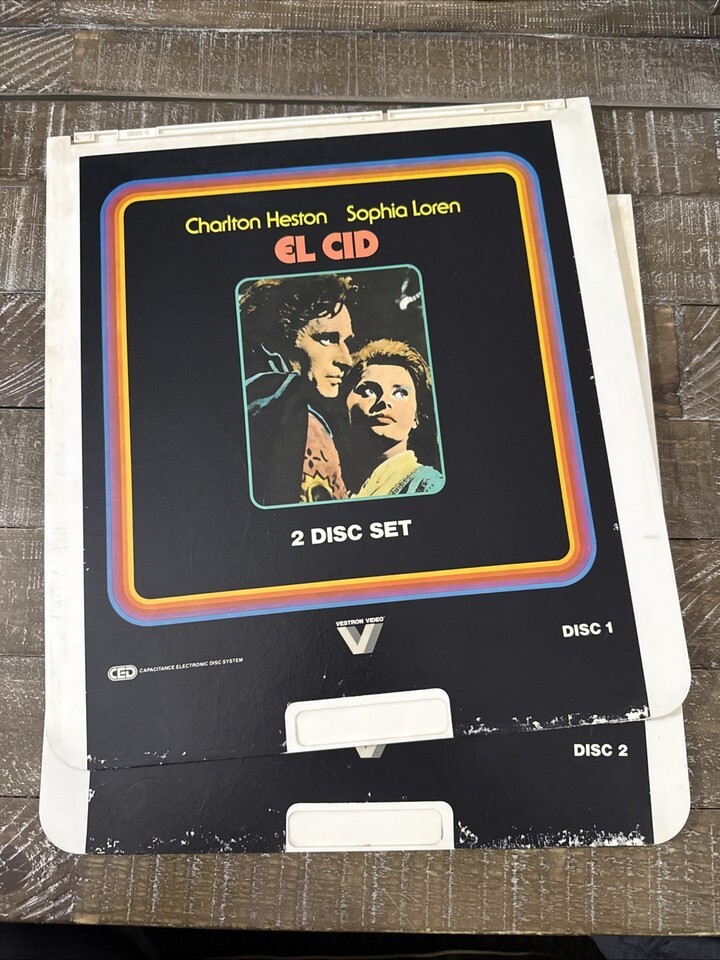 Charlton Heston Sophia Loren
EL CID
2 DISC SET
VESTRON VIDEO
DISC 1
CED CAPACITANCE ELECTRONIC DISC SYSTEM
DISC 2